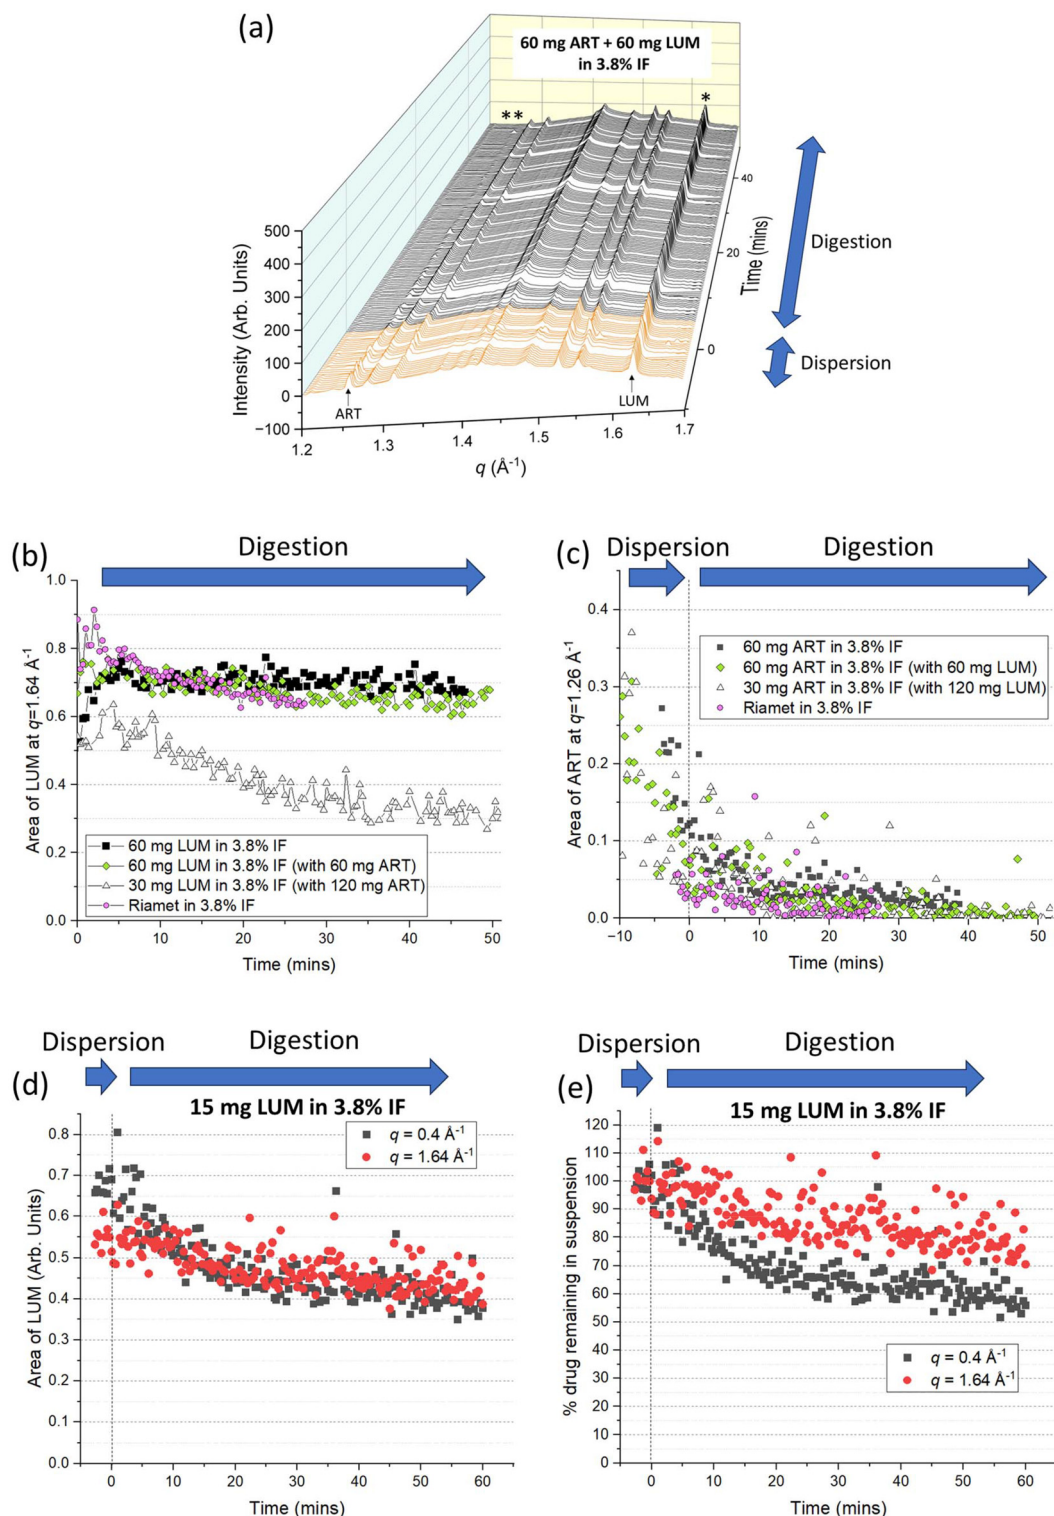 (a)
60 mg ART + 60 mg LUM
in 3.8% IF
**
*
500
400
300
200
100
0
−100
Intensity (Arb. Units)
ART
LUM
1.2
1.3
1.4
1.5
1.6
1.7
q (Å⁻¹)
0
20
40
Time (mins)
Digestion
Dispersion
(b)
Digestion
1.0
0.8
0.6
0.4
0.2
0.0
Area of LUM at q=1.64 Å⁻¹
60 mg LUM in 3.8% IF
60 mg LUM in 3.8% IF (with 60 mg ART)
30 mg LUM in 3.8% IF (with 120 mg ART)
Riamet in 3.8% IF
0 10 20 30 40 50
Time (mins)
(c)
Dispersion
Digestion
0.4
0.3
0.2
0.1
0.0
Area of ART at q=1.26 Å⁻¹
60 mg ART in 3.8% IF
60 mg ART in 3.8% IF (with 60 mg LUM)
30 mg ART in 3.8% IF (with 120 mg LUM)
Riamet in 3.8% IF
−10 0 10 20 30 40 50
Time (mins)
(d)
Dispersion
Digestion
15 mg LUM in 3.8% IF
0.8
0.7
0.6
0.5
0.4
0.3
0.2
0.1
0.0
Area of LUM (Arb. Units)
q = 0.4 Å⁻¹
q = 1.64 Å⁻¹
0 10 20 30 40 50 60
Time (mins)
(e)
Dispersion
Digestion
15 mg LUM in 3.8% IF
120
110
100
90
80
70
60
50
40
30
20
10
0
% drug remaining in suspension
q = 0.4 Å⁻¹
q = 1.64 Å⁻¹
0 10 20 30 40 50 60
Time (mins)